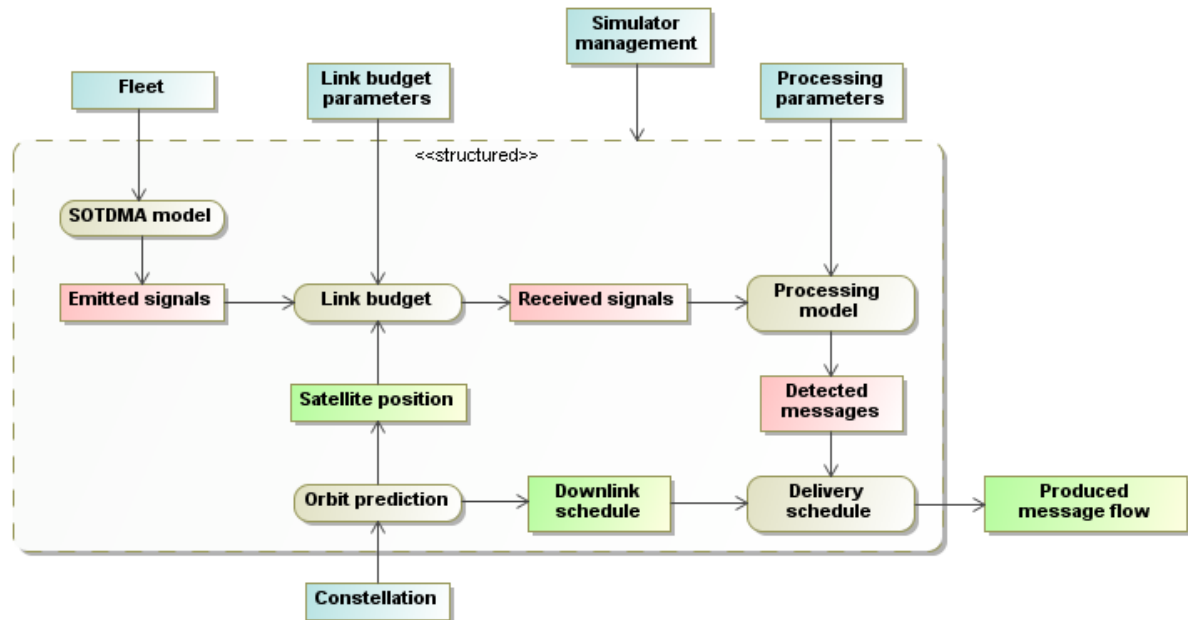 Simulator
management
Fleet
Link budget
parameters
Processing
parameters
<<structured>>
SOTDMA model
Emitted signals
Link budget
Received signals
Processing
model
Satellite position
Detected
messages
Orbit prediction
Downlink
schedule
Delivery
schedule
Produced
message flow
Constellation